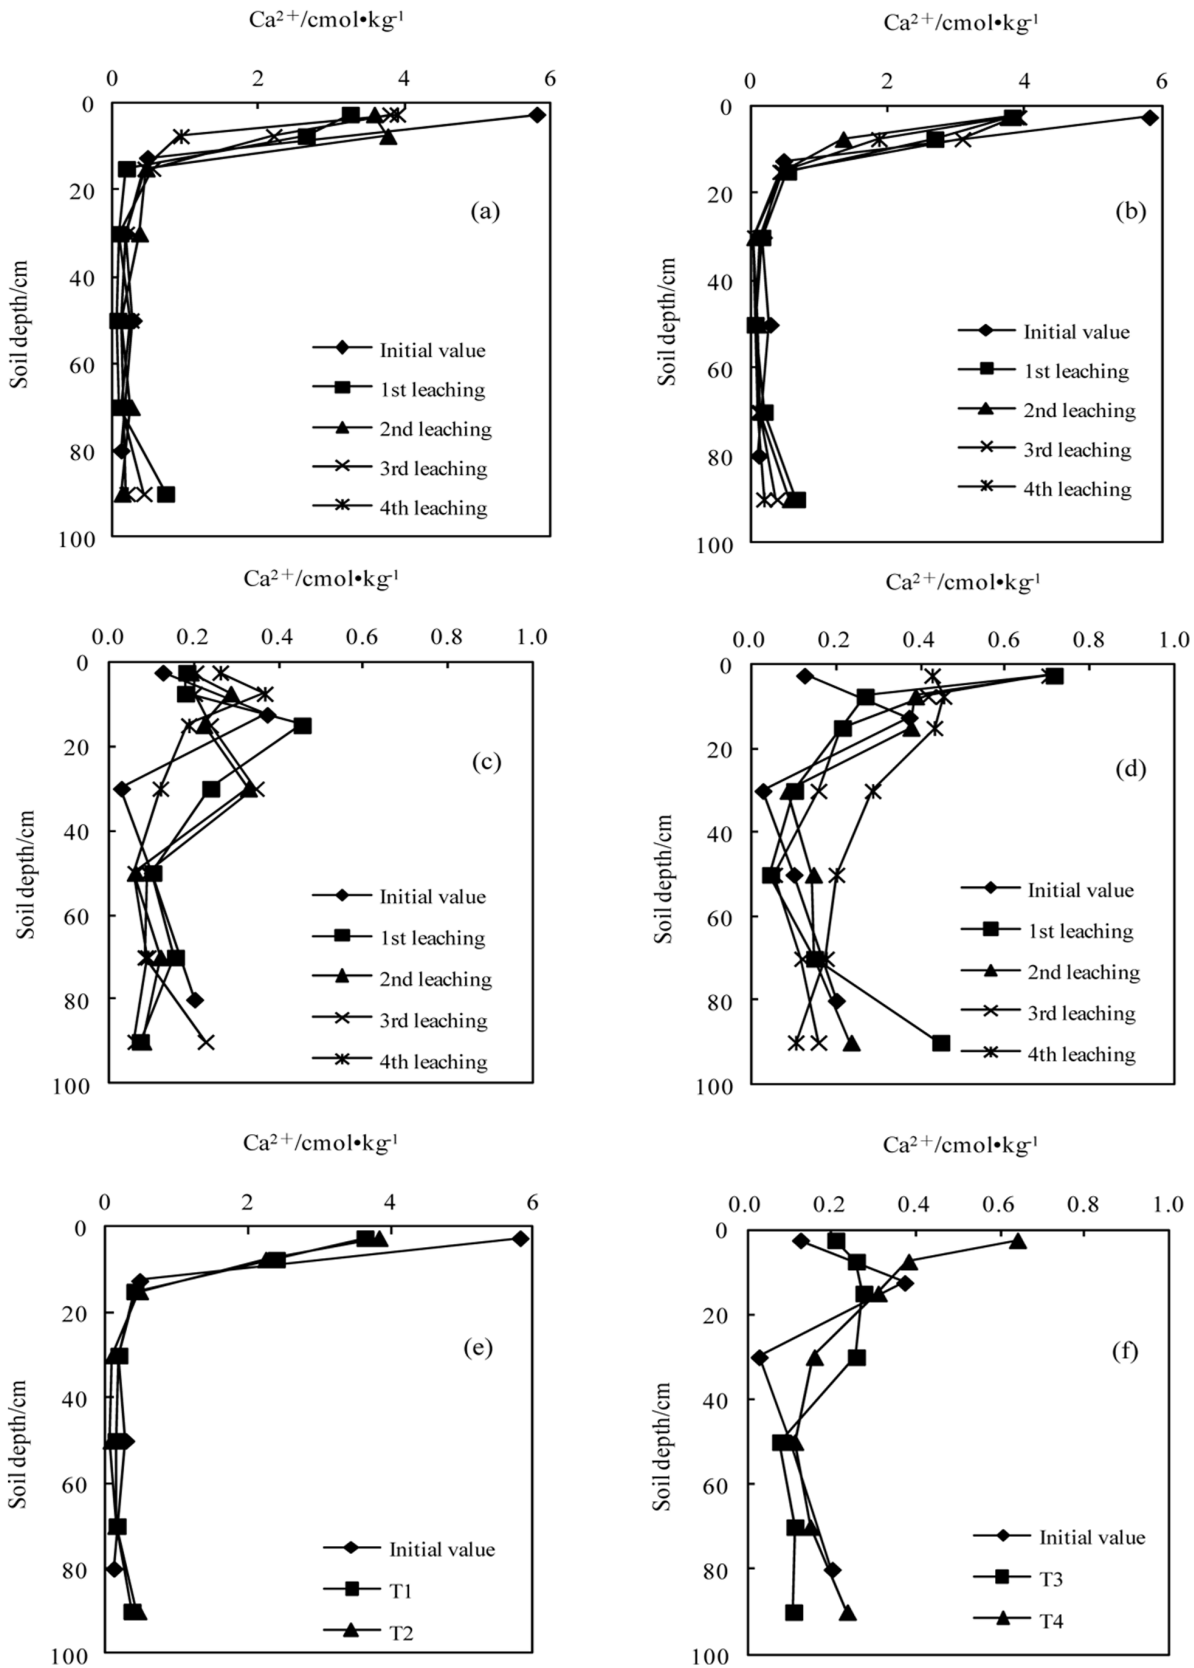 Ca²⁺/cmol•kg⁻¹
0 2 4 6
0
20
40
60
80
100
Soil depth/cm
(a)
Initial value
1st leaching
2nd leaching
3rd leaching
4th leaching
Ca²⁺/cmol•kg⁻¹
0 2 4 6
0
20
40
60
80
100
Soil depth/cm
(b)
Initial value
1st leaching
2nd leaching
3rd leaching
4th leaching
Ca²⁺/cmol•kg⁻¹
0.0 0.2 0.4 0.6 0.8 1.0
0
20
40
60
80
100
Soil depth/cm
(c)
Initial value
1st leaching
2nd leaching
3rd leaching
4th leaching
Ca²⁺/cmol•kg⁻¹
0.0 0.2 0.4 0.6 0.8 1.0
0
20
40
60
80
100
Soil depth/cm
(d)
Initial value
1st leaching
2nd leaching
3rd leaching
4th leaching
Ca²⁺/cmol•kg⁻¹
0 2 4 6
0
20
40
60
80
100
Soil depth/cm
(e)
Initial value
T1
T2
Ca²⁺/cmol•kg⁻¹
0.0 0.2 0.4 0.6 0.8 1.0
0
20
40
60
80
100
Soil depth/cm
(f)
Initial value
T3
T4